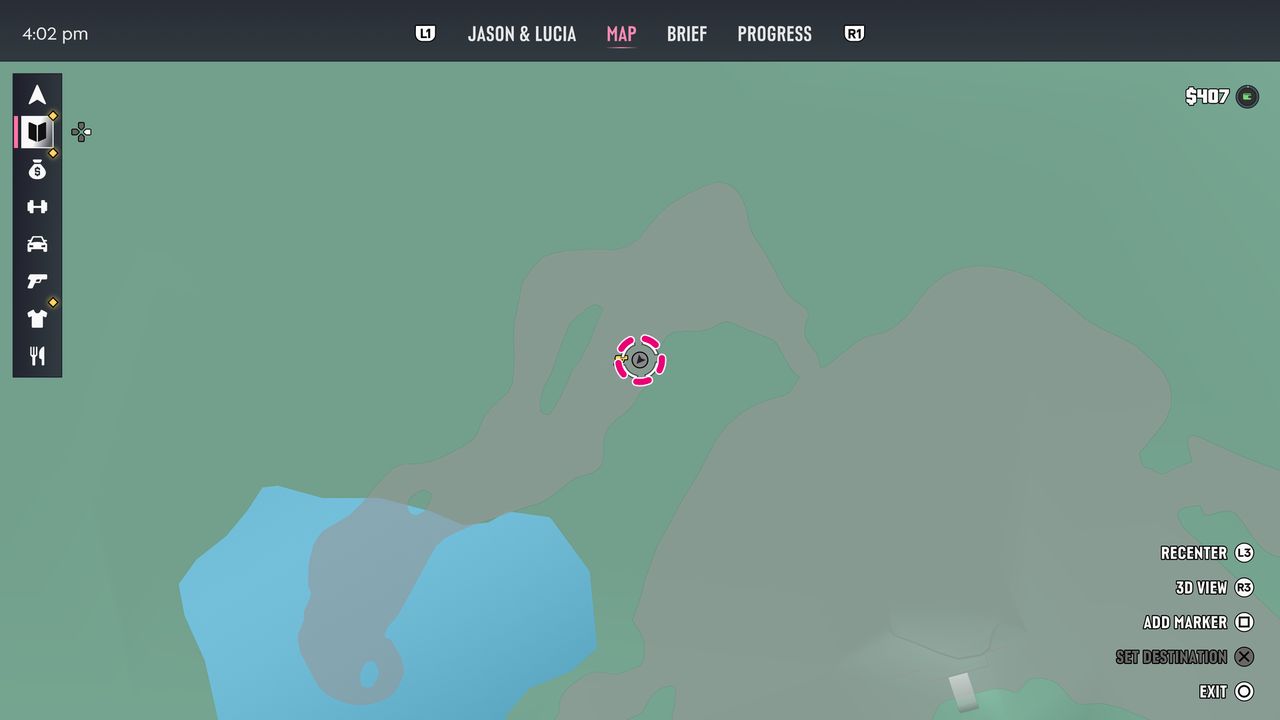 4:02 pm
L1 JASON & LUCIA MAP BRIEF PROGRESS R1
$407
RECENTER L3
3D VIEW R3
ADD MARKER
SET DESTINATION
EXIT